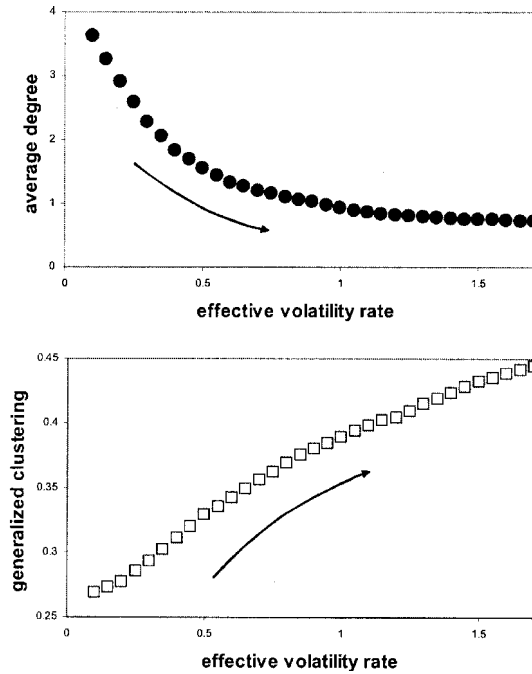 4
3
2
1
0
average degree
0 0.5 1 1.5
effective volatility rate
0.45
0.4
0.35
0.3
0.25
generalized clustering
0 0.5 1 1.5
effective volatility rate